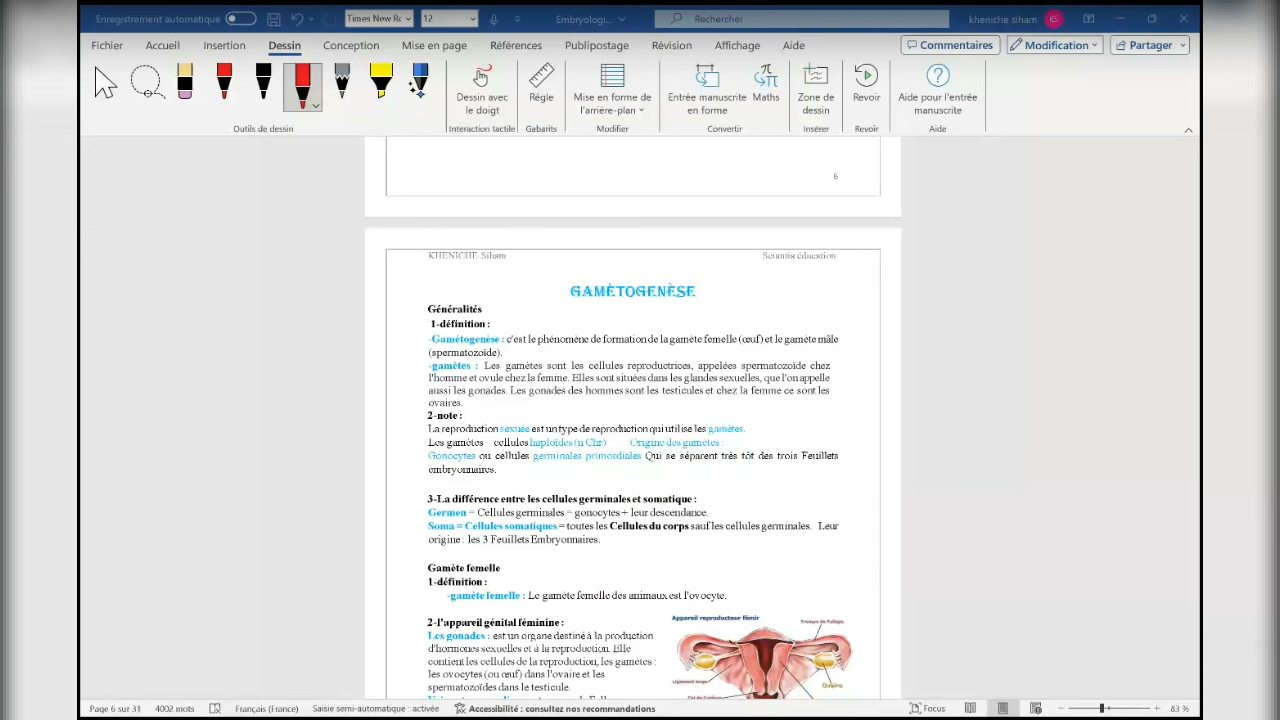 Enregistrement automatique
Times New Ro
12
Embryologi...
Rechercher
kheniche siham
KS
Fichier
Accueil
Insertion
Dessin
Conception
Mise en page
Références
Publipostage
Révision
Affichage
Aide
Commentaires
Modification
Partager
Dessin avec le doigt
Règle
Mise en forme de l'arrière-plan
Entrée manuscrite en forme
Maths
Zone de dessin
Revoir
Aide pour l'entrée manuscrite
Outils de dessin
Interaction tactile
Gabarits
Modifier
Convertir
Insérer
Revoir
Aide
6
KHENICHE Siham
Scientia éducation
GAMÉTOGENÈSE
Généralités
1-définition :
-Gamétogenèse : c'est le phénomène de formation de la gamète femelle (œuf) et le gamète mâle
(spermatozoïde).
-gamètes : Les gamètes sont les cellules reproductrices, appelées spermatozoïde chez
l'homme et ovule chez la femme. Elles sont situées dans les glandes sexuelles, que l'on appelle
aussi les gonades. Les gonades des hommes sont les testicules et chez la femme ce sont les
ovaires.
2-note :
La reproduction sexuée est un type de reproduction qui utilise les gamètes.
Les gamètes cellules haploïdes (n Chr) Origine des gamètes :
Gonocytes ou cellules germinales primordiales Qui se séparent très tôt des trois Feuillets
embryonnaires.
3-La différence entre les cellules germinales et somatique :
Germen = Cellules germinales = gonocytes + leur descendance.
Soma = Cellules somatiques = toutes les Cellules du corps sauf les cellules germinales. Leur
origine : les 3 Feuillets Embryonnaires.
Gamète femelle
1-définition :
-gamète femelle : Le gamète femelle des animaux est l'ovocyte.
2-l'appareil génital féminine :
Les gonades : est un organe destiné à la production
d'hormones sexuelles et à la reproduction. Elle
contient les cellules de la reproduction, les gamètes :
les ovocytes (ou œuf) dans l'ovaire et les
spermatozoïdes dans le testicule.
Appareil reproducteur fémir
Trompe de Fallope
Ligament large
Ovaire
Page 6 sur 31
4002 mots
Français (France)
Saisie semi-automatique : activée
Accessibilité : consultez nos recommandations
Focus
83 %